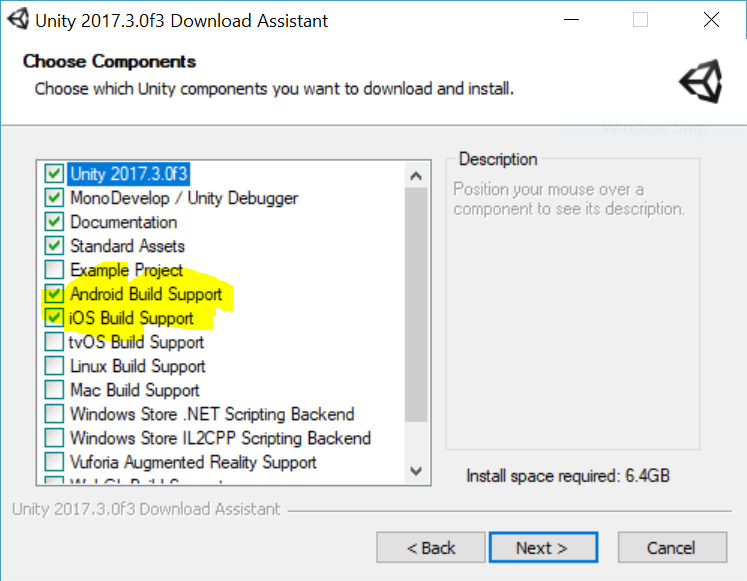 Unity 2017.3.0f3 Download Assistant
Choose Components
Choose which Unity components you want to download and install.
Window Snip
Unity 2017.3.0f3
MonoDevelop / Unity Debugger
Documentation
Standard Assets
Example Project
Android Build Support
iOS Build Support
tvOS Build Support
Linux Build Support
Mac Build Support
Windows Store .NET Scripting Backend
Windows Store IL2CPP Scripting Backend
Vuforia Augmented Reality Support
Description
Position your mouse over a
component to see its description.
Install space required: 6.4GB
Unity 2017.3.0f3 Download Assistant
< Back
Next >
Cancel